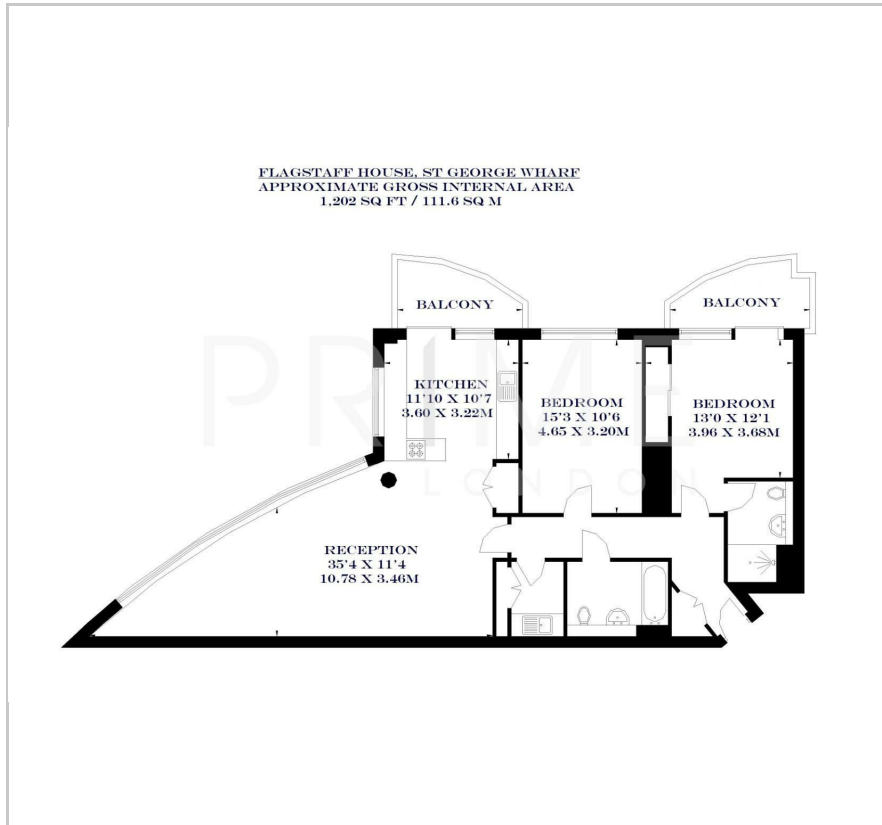 FLAGSTAFF HOUSE, ST GEORGE WHARF
APPROXIMATE GROSS INTERNAL AREA
1,202 SQ FT / 111.6 SQ M
BALCONY
BALCONY
KITCHEN
11'10 X 10'7
3.60 X 3.22M
BEDROOM
15'3 X 10'6
4.65 X 3.20M
BEDROOM
13'0 X 12'1
3.96 X 3.68M
PRIME
LONDON
RECEPTION
35'4 X 11'4
10.78 X 3.46M